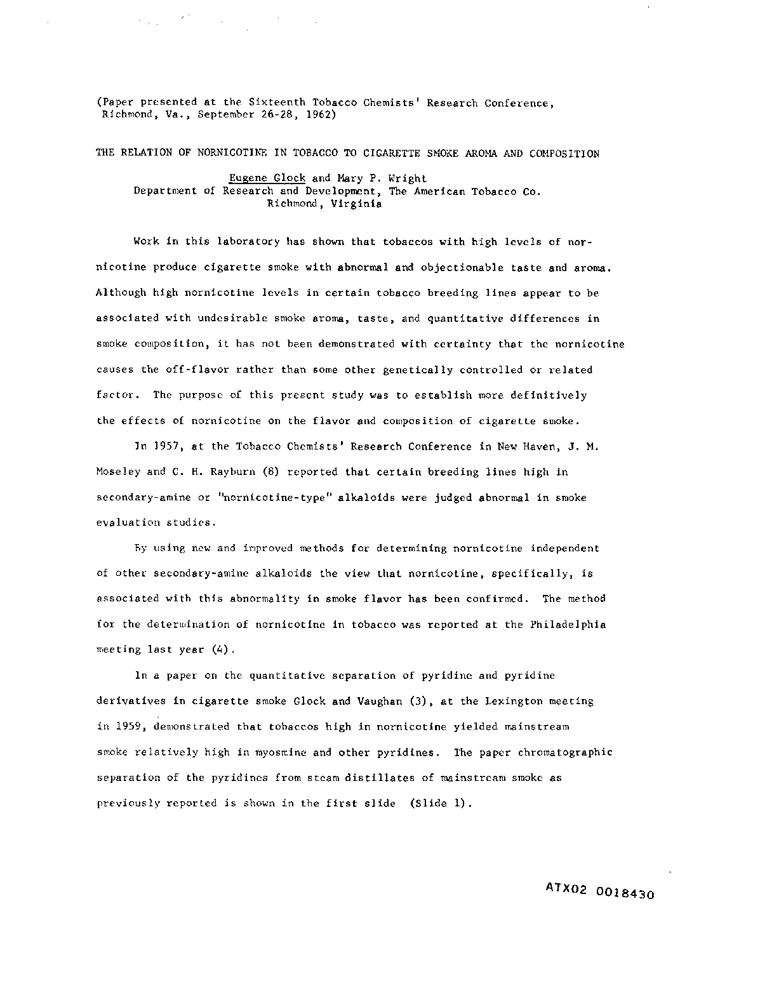 (Paper presented at the Sixteenth Tobacco Chemists' Research Conference,
Richmond, Va., September 26-28, 1962)
THE RELATION OF NORNICOTINE IN TOBACCO TO CIGARETTE SMOKE AROMA AND COMPOSITION
Eugene Glock and Mary P. Wright
Department of Research and Development, The American Tobacco Co.
Richmond, Virginia
Work in this laboratory has shown that tobaccos with high levels of nor-
nicotine produce cigarette smoke with abnormal and objectionable taste and aroma.
Although high nornicotine levels in certain tobacco breeding lines appear to be
associated with undesirable smoke aroma, taste, and quantitative differences in
smoke composition, it has not been demonstrated with certainty that the nornicotine
causes the off-flavor rather than some other genetically controlled or related
factor. The purpose of this present study was to establish more definitively
the effects of nornicotine on the flavor and composition of cigarette smoke.
In 1957, at the Tobacco Chemists' Research Conference in New Haven, J. M.
Moseley and C. H. Rayburn (8) reported that certain breeding lines high in
secondary-amine or "nornicotine-type" alkaloids were judged abnormal in smoke
evaluation studies.
By using new and improved methods for determining nornicotine independent
of other secondary-amine alkaloids the view that nornicotine, specifically, is
associated with this abnormality in smoke flavor has been confirmed. The method
for the determination of nornicotine in tobacco was reported at the Philadelphia
meeting last year (4).
In a paper on the quantitative separation of pyridine and pyridine
derivatives in cigarette smoke Glock and Vaughan (3), at the Lexington meeting
in 1959, demonstrated that tobaccos high in nornicotine yielded mainstream
smoke relatively high in myosmine and other pyridines. The paper chromatographic
separation of the pyridines from steam distillates of mainstream smoke as
previously reported is shown in the first slide (Slide 1).
ATX02 0018430